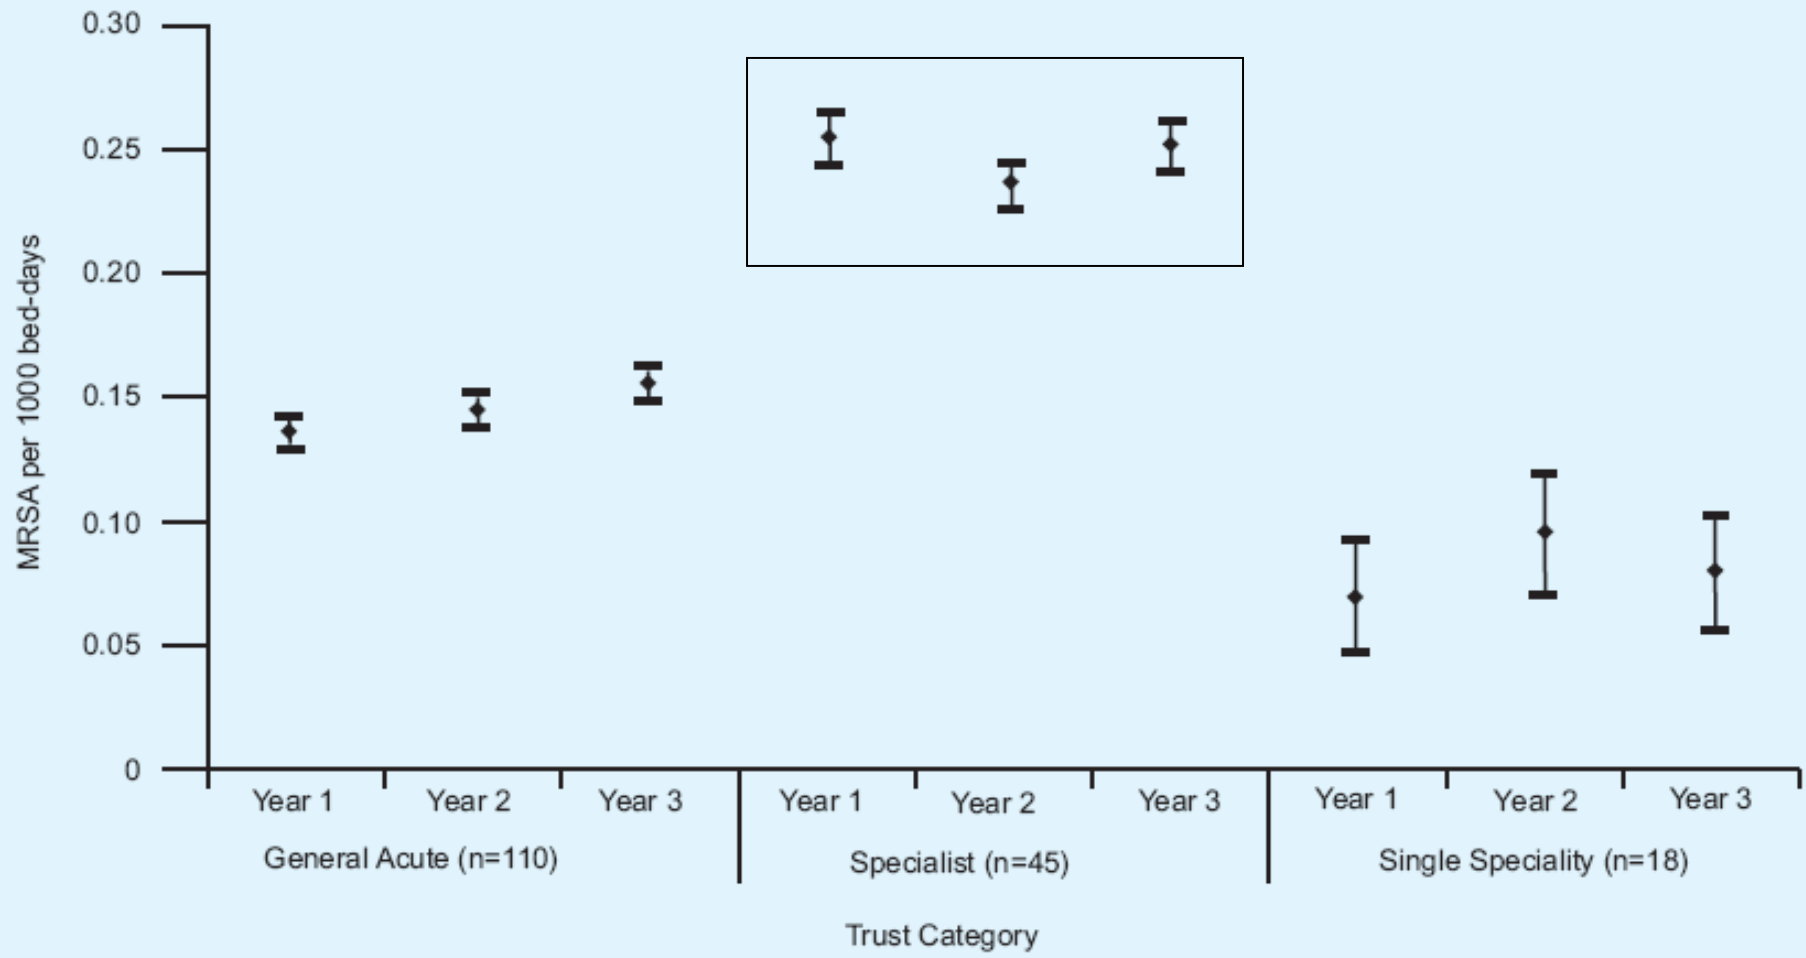 0.30
0.25
0.20
0.15
0.10
0.05
0
MRSA per 1000 bed-days
Year 1 Year 2 Year 3 Year 1 Year 2 Year 3 Year 1 Year 2 Year 3
General Acute (n=110) Specialist (n=45) Single Speciality (n=18)
Trust Category